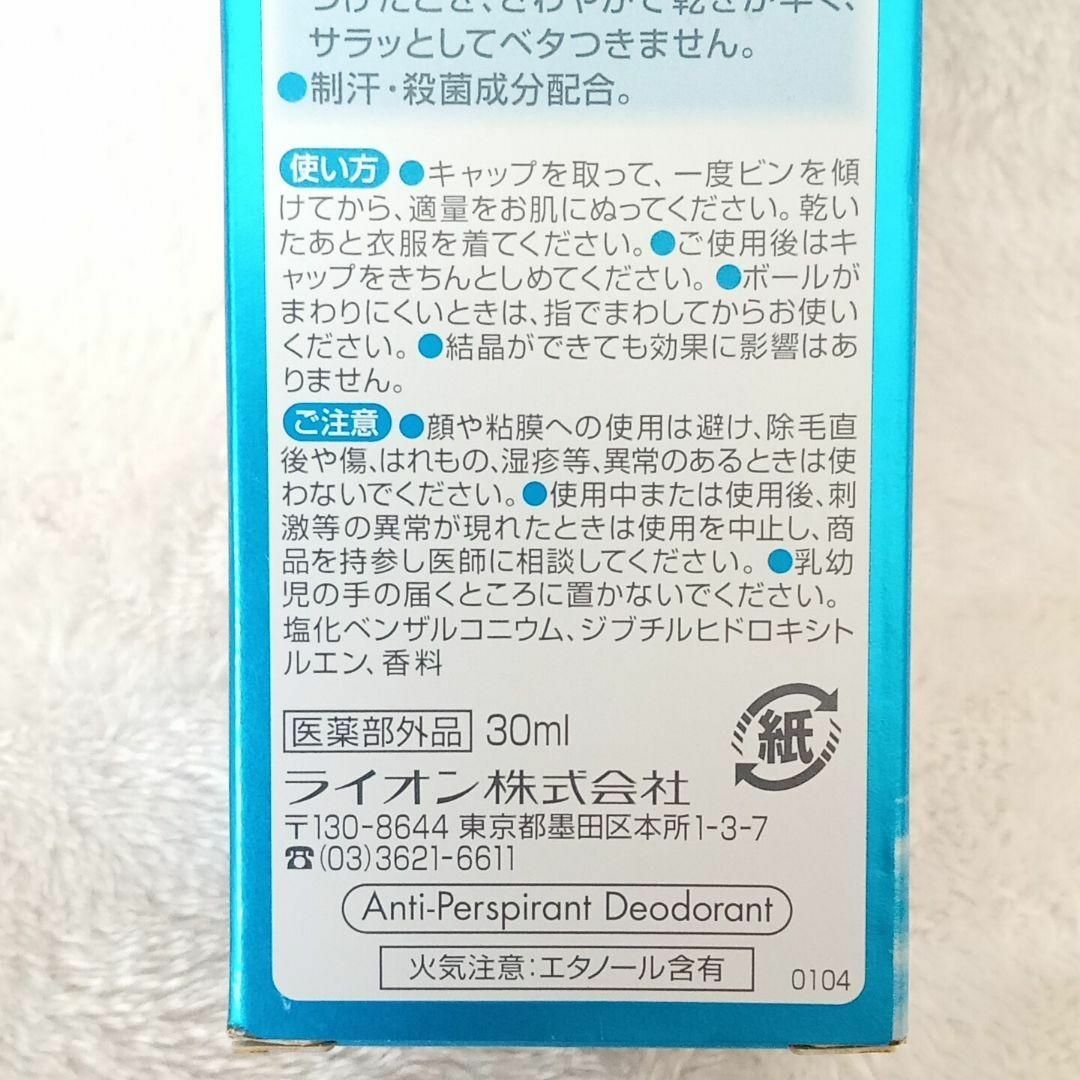 つけたとき、さわやかで乾きが早く、
サラッとしてベタつきません。
●制汗・殺菌成分配合。
使い方 ●キャップを取って、一度ビンを傾
けてから、適量をお肌にぬってください。乾い
たあと衣服を着てください。●ご使用後はキ
ャップをきちんとしめてください。●ボールが
まわりにくいときは、指でまわしてからお使い
ください。●結晶ができても効果に影響はあ
りません。
ご注意 ●顔や粘膜への使用は避け、除毛直
後や傷、はれもの、湿疹等、異常のあるときは使
わないでください。●使用中または使用後、刺
激等の異常が現れたときは使用を中止し、商
品を持参し医師に相談してください。●乳幼
児の手の届くところに置かないでください。
塩化ベンザルコニウム、ジブチルヒドロキシト
ルエン、香料
医薬部外品 30ml
紙
ライオン株式会社
〒130-8644 東京都墨田区本所1-3-7
☎(03)3621-6611
Anti-Perspirant Deodorant
火気注意：エタノール含有
0104